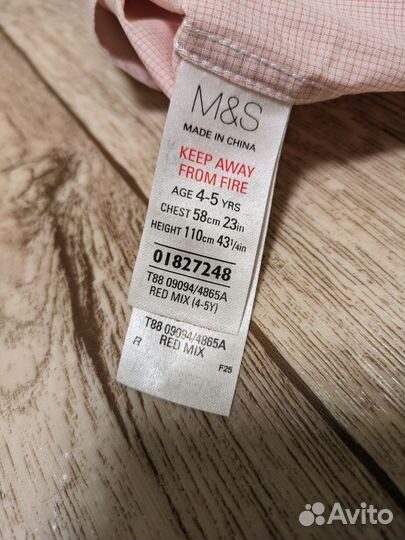 M&S
MADE IN CHINA
KEEP AWAY
FROM FIRE
AGE 4-5 YRS
CHEST 58cm 23in
HEIGHT 110cm 43¼in
01827248
T88 09094/4865A
RED MIX (4-5Y)
T88 09094/4865A
RED MIX
R F25
Avito